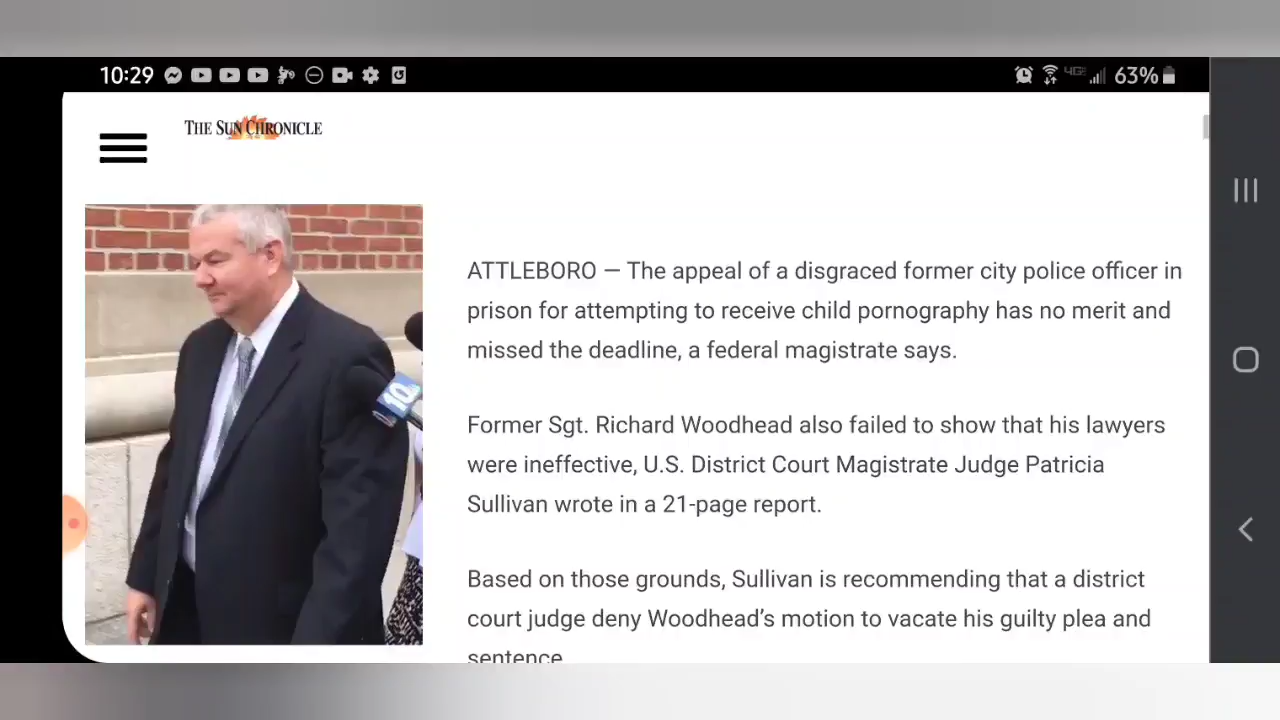 10:29
4GE 63%
THE SUN CHRONICLE
10
ATTLEBORO — The appeal of a disgraced former city police officer in
prison for attempting to receive child pornography has no merit and
missed the deadline, a federal magistrate says.
Former Sgt. Richard Woodhead also failed to show that his lawyers
were ineffective, U.S. District Court Magistrate Judge Patricia
Sullivan wrote in a 21-page report.
Based on those grounds, Sullivan is recommending that a district
court judge deny Woodhead's motion to vacate his guilty plea and
sentence